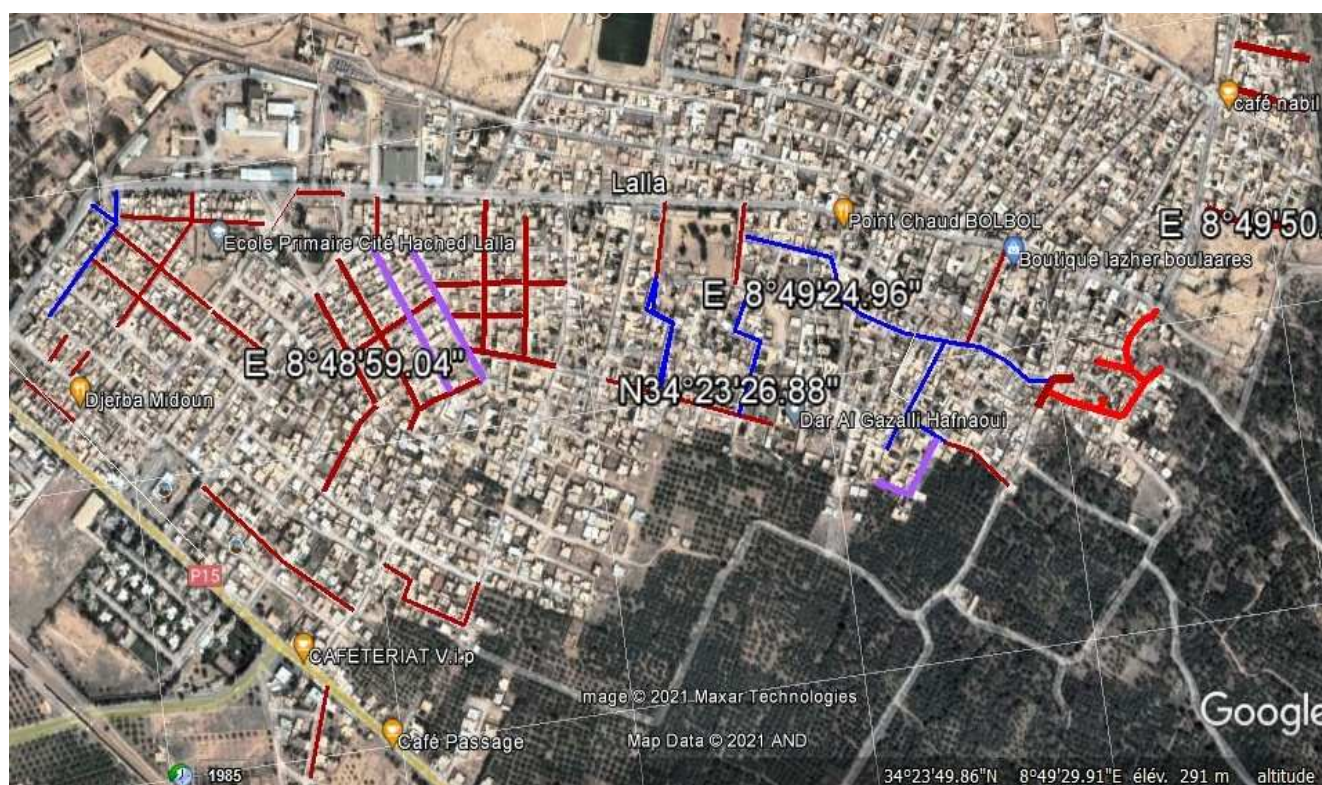 café nabil
Lalla
Point Chaud BOLBOL
E 8°49'50.
Ecole Primaire Cité Hached Lalla
Boutique lazher boulaares
E 8°49'24.96"
E 8°48'59.04"
N34°23'26.88"
Djerba Midoun
Dar Al Gazalli Hafnaoui
P15
CAFETERIAT V.i.p
Image © 2021 Maxar Technologies
Café Passage
Map Data © 2021 AND
Google
1985
34°23'49.86"N 8°49'29.91"E élév. 291 m altitude